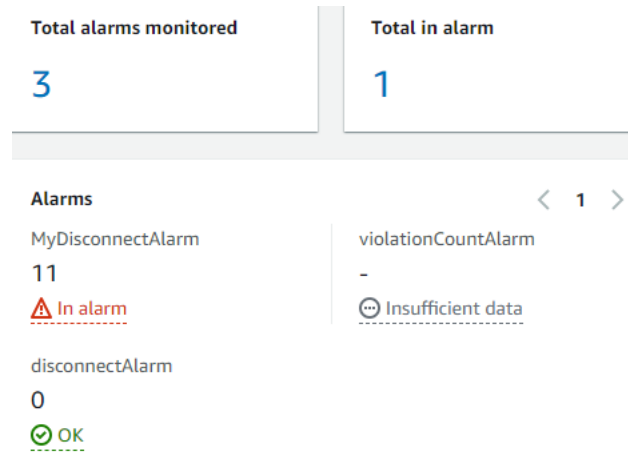 Total alarms monitored
3
Total in alarm
1
Alarms
1
MyDisconnectAlarm
11
In alarm
violationCountAlarm
-
Insufficient data
disconnectAlarm
0
OK